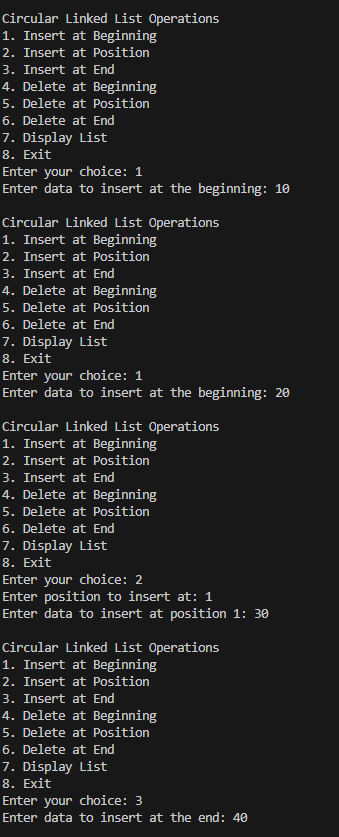 Circular Linked List Operations
1. Insert at Beginning
2. Insert at Position
3. Insert at End
4. Delete at Beginning
5. Delete at Position
6. Delete at End
7. Display List
8. Exit
Enter your choice: 1
Enter data to insert at the beginning: 10
Circular Linked List Operations
1. Insert at Beginning
2. Insert at Position
3. Insert at End
4. Delete at Beginning
5. Delete at Position
6. Delete at End
7. Display List
8. Exit
Enter your choice: 1
Enter data to insert at the beginning: 20
Circular Linked List Operations
1. Insert at Beginning
2. Insert at Position
3. Insert at End
4. Delete at Beginning
5. Delete at Position
6. Delete at End
7. Display List
8. Exit
Enter your choice: 2
Enter position to insert at: 1
Enter data to insert at position 1: 30
Circular Linked List Operations
1. Insert at Beginning
2. Insert at Position
3. Insert at End
4. Delete at Beginning
5. Delete at Position
6. Delete at End
7. Display List
8. Exit
Enter your choice: 3
Enter data to insert at the end: 40